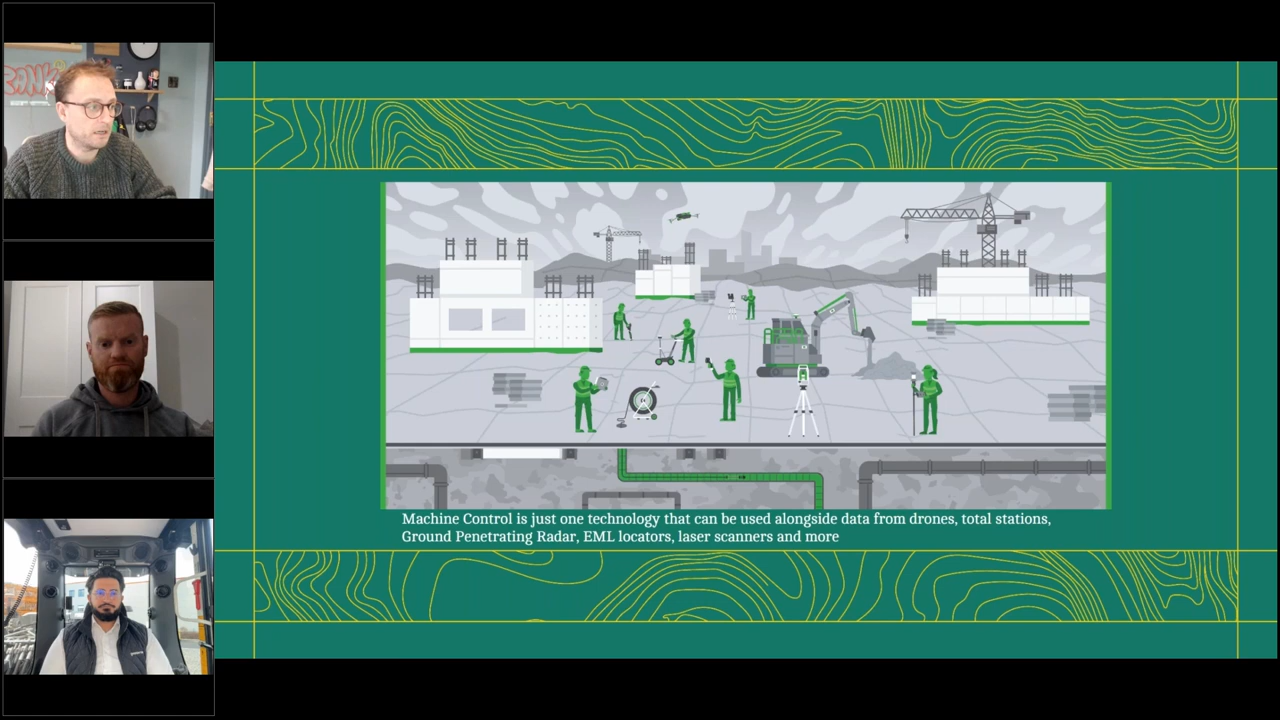 Machine Control is just one technology that can be used alongside data from drones, total stations,
Ground Penetrating Radar, EML locators, laser scanners and more